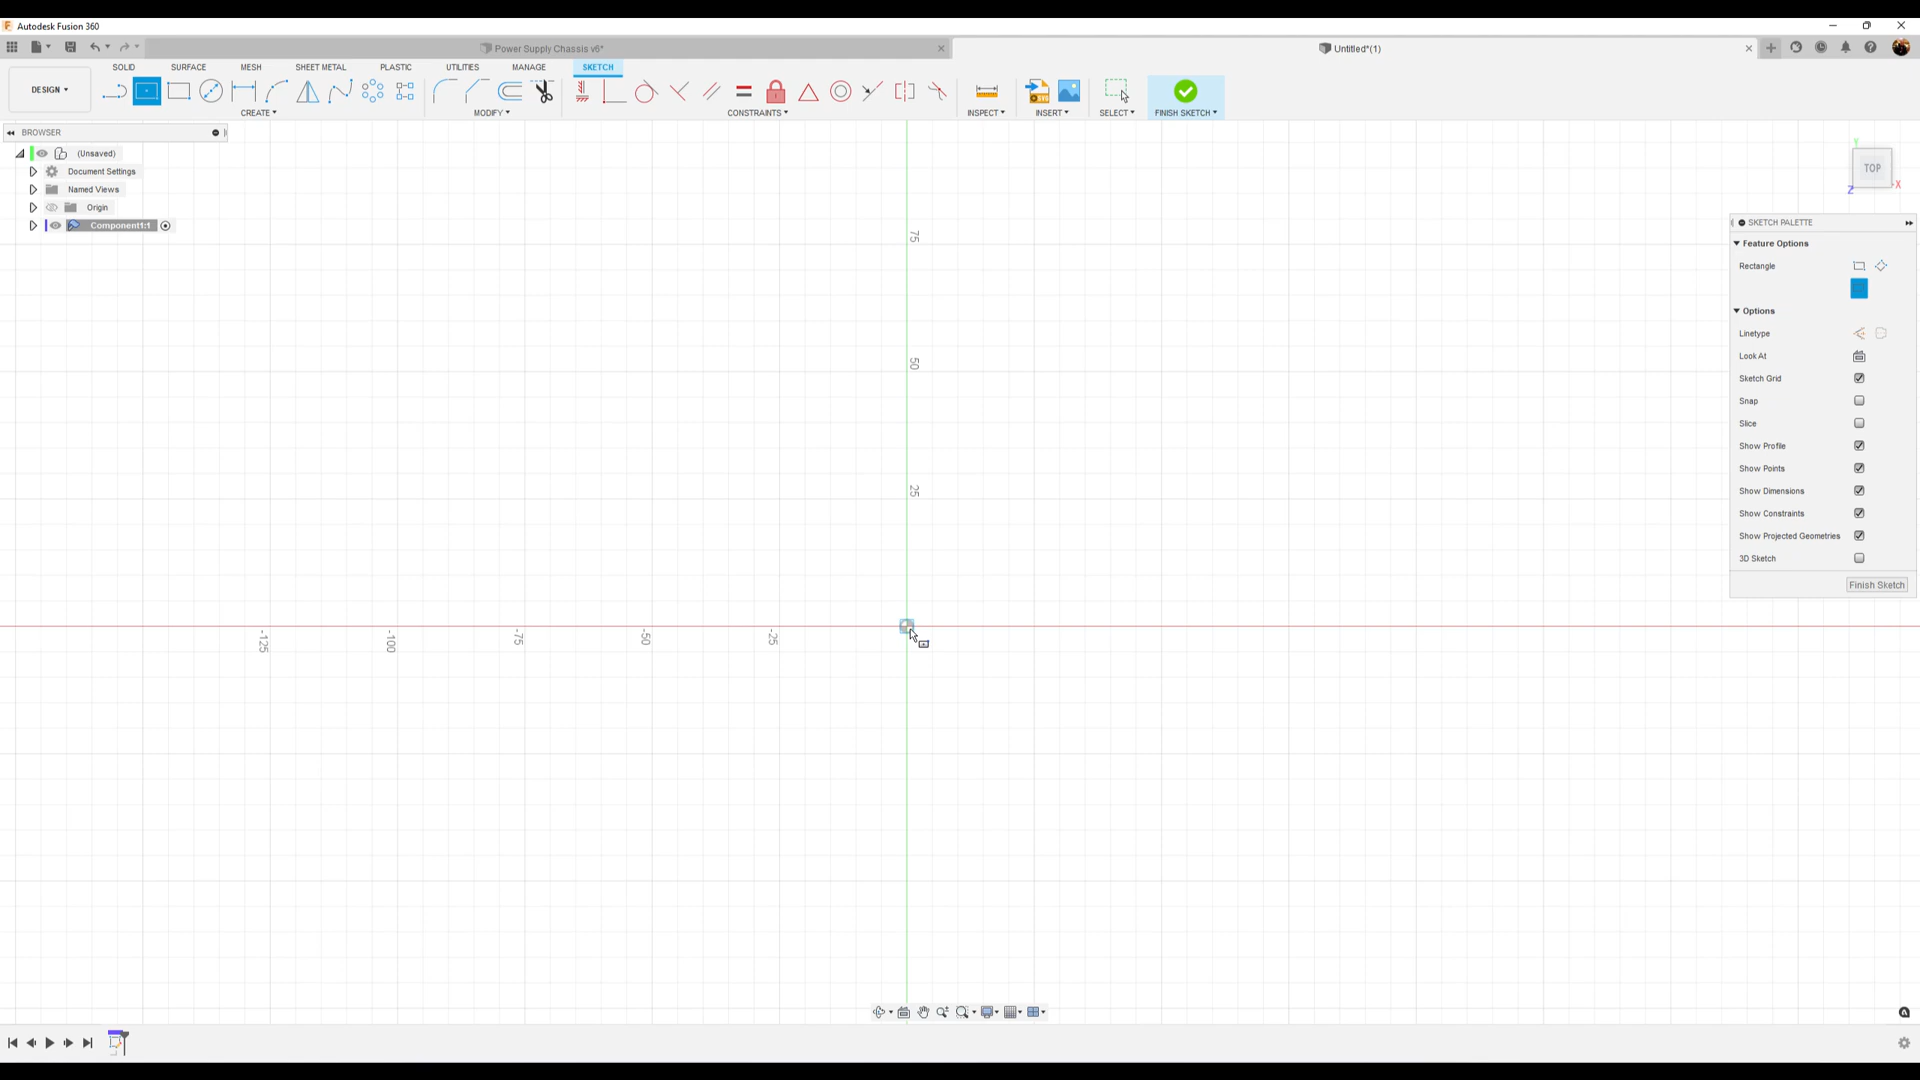 Autodesk Fusion 360
Power Supply Chassis v6*
Untitled*(1)
DESIGN
SOLID
SURFACE
MESH
SHEET METAL
PLASTIC
UTILITIES
MANAGE
SKETCH
CREATE
MODIFY
CONSTRAINTS
INSPECT
INSERT
SELECT
FINISH SKETCH
BROWSER
(Unsaved)
Document Settings
Named Views
Origin
Component1:1
TOP
Y
X
Z
SKETCH PALETTE
Feature Options
Rectangle
Options
Linetype
Look At
Sketch Grid
Snap
Slice
Show Profile
Show Points
Show Dimensions
Show Constraints
Show Projected Geometries
3D Sketch
Finish Sketch
75
50
25
-125
-100
-75
-50
-25